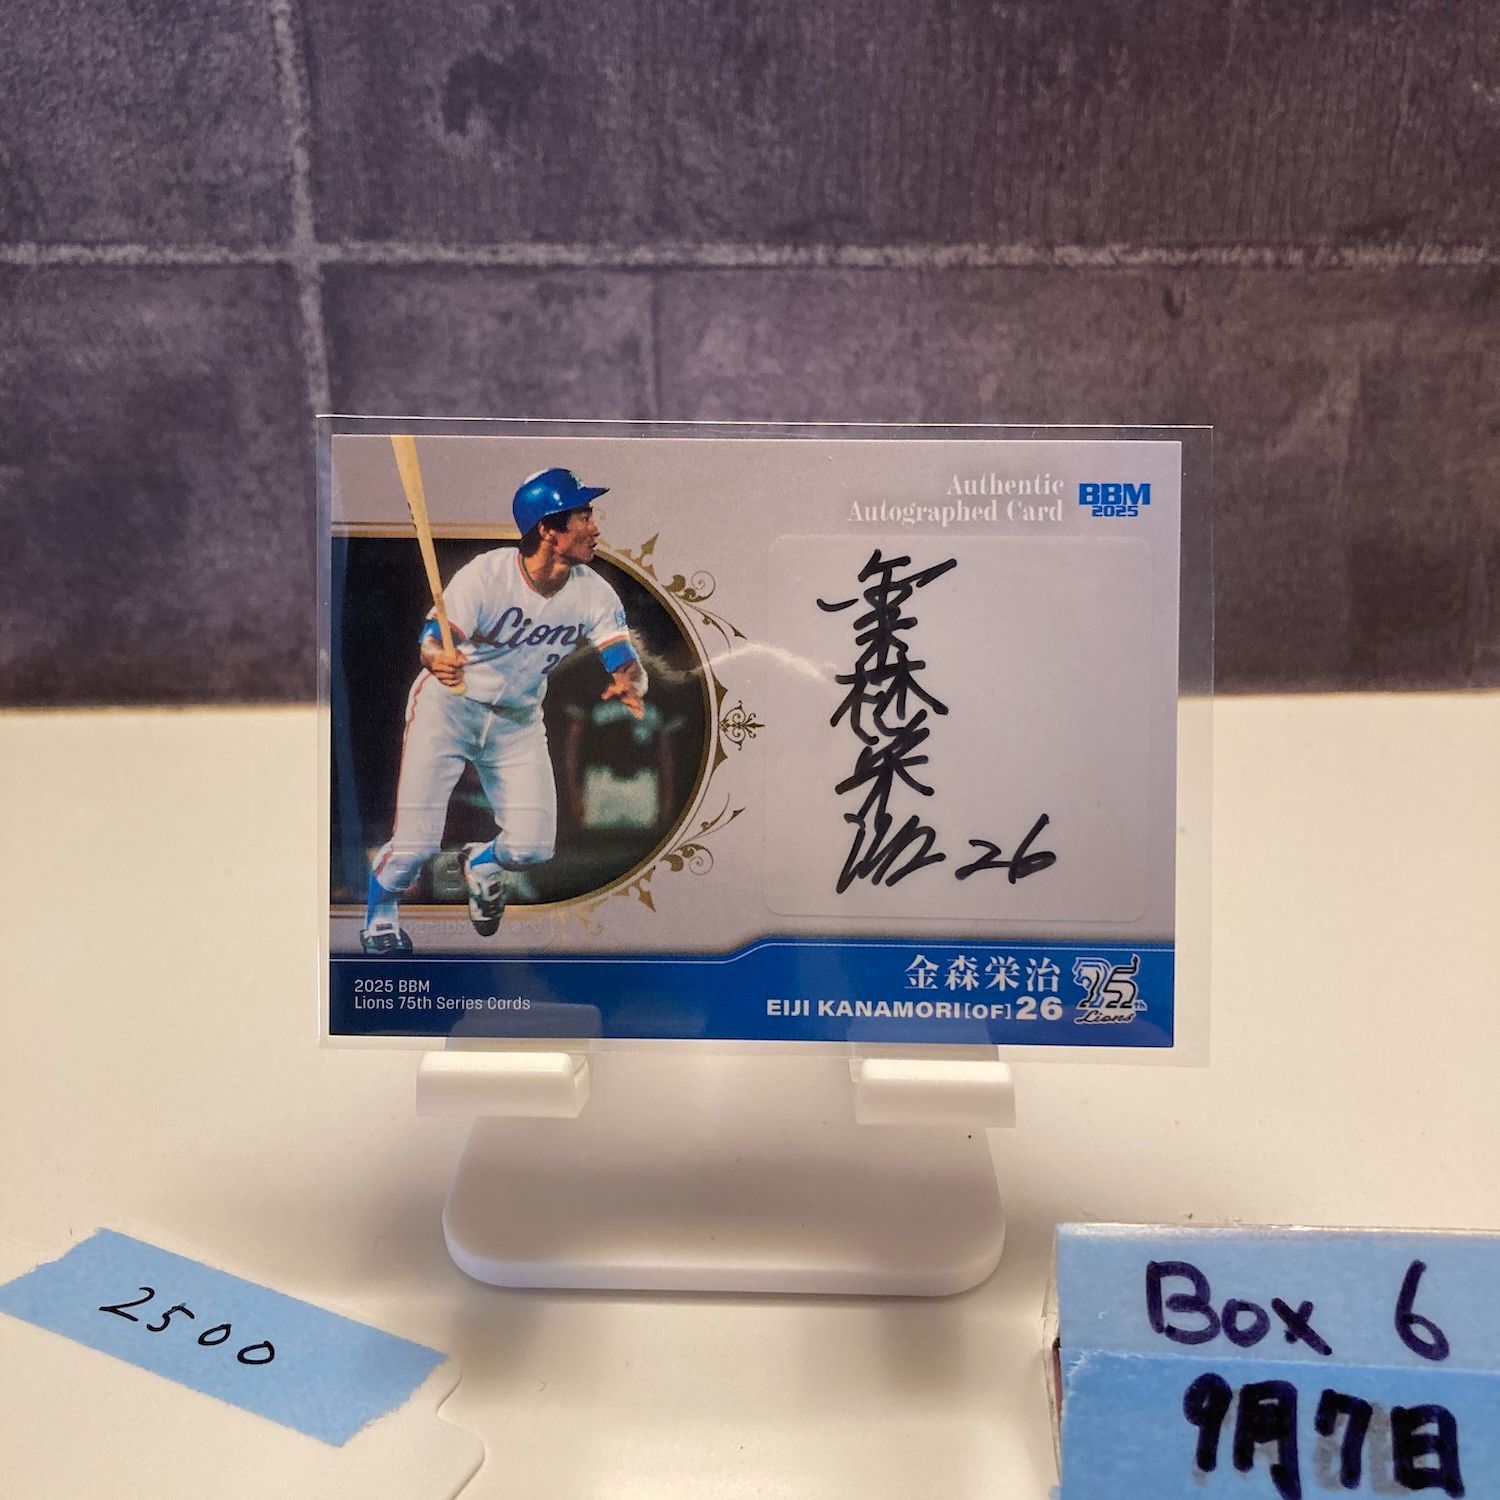 Authentic
Autographed Card
BBM
2025
Lions
金森栄治 26
2025 BBM
Lions 75th Series Cards
金森栄治
EIJI KANAMORI[OF]26
75th
Lions
2500
Box 6
9月7日